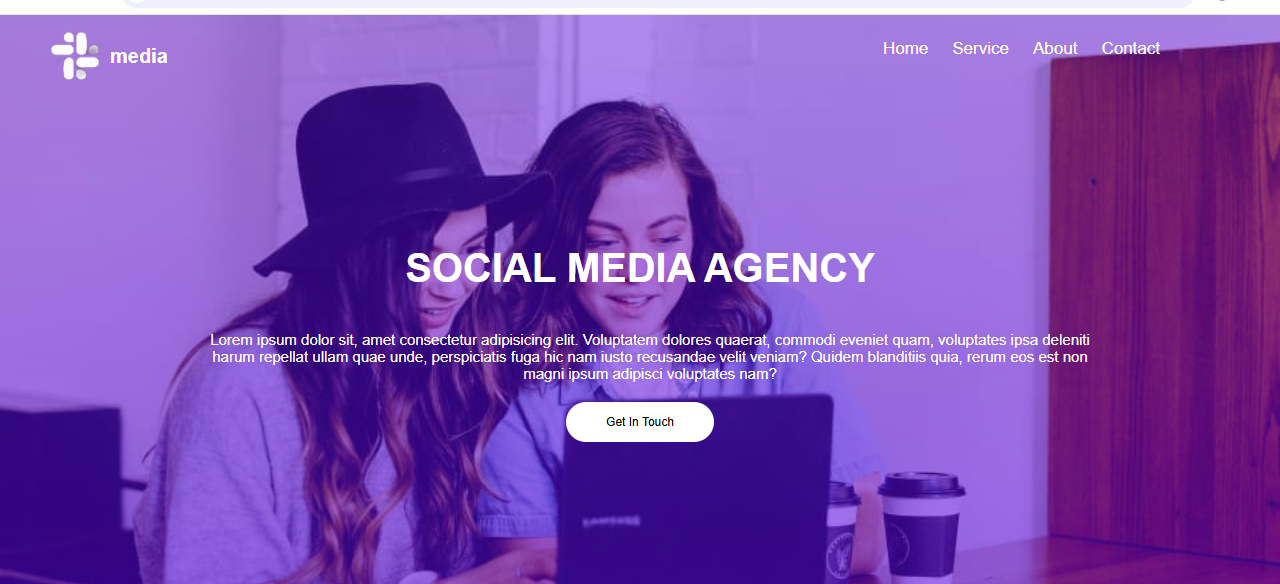 media
Home Service About Contact
SOCIAL MEDIA AGENCY
Lorem ipsum dolor sit, amet consectetur adipisicing elit. Voluptatem dolores quaerat, commodi eveniet quam, voluptates ipsa deleniti
harum repellat ullam quae unde, perspiciatis fuga hic nam iusto recusandae velit veniam? Quidem blanditiis quia, rerum eos est non
magni ipsum adipisci voluptates nam?
Get In Touch
SAMSUNG